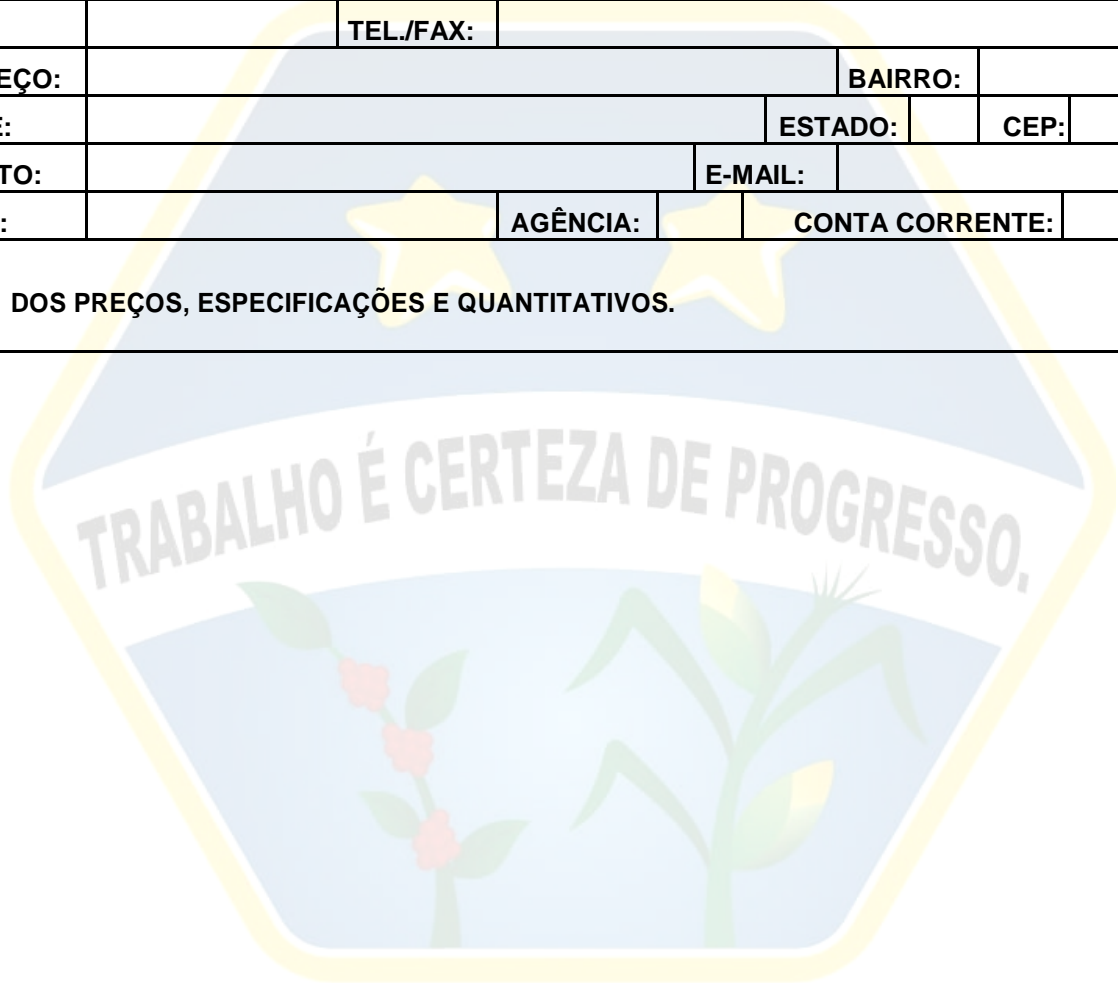 TEL./FAX:
EÇO: BAIRRO:
E: ESTADO: CEP:
TO: E-MAIL:
: AGÊNCIA: CONTA CORRENTE:
DOS PREÇOS, ESPECIFICAÇÕES E QUANTITATIVOS.
TRABALHO É CERTEZA DE PROGRESSO.